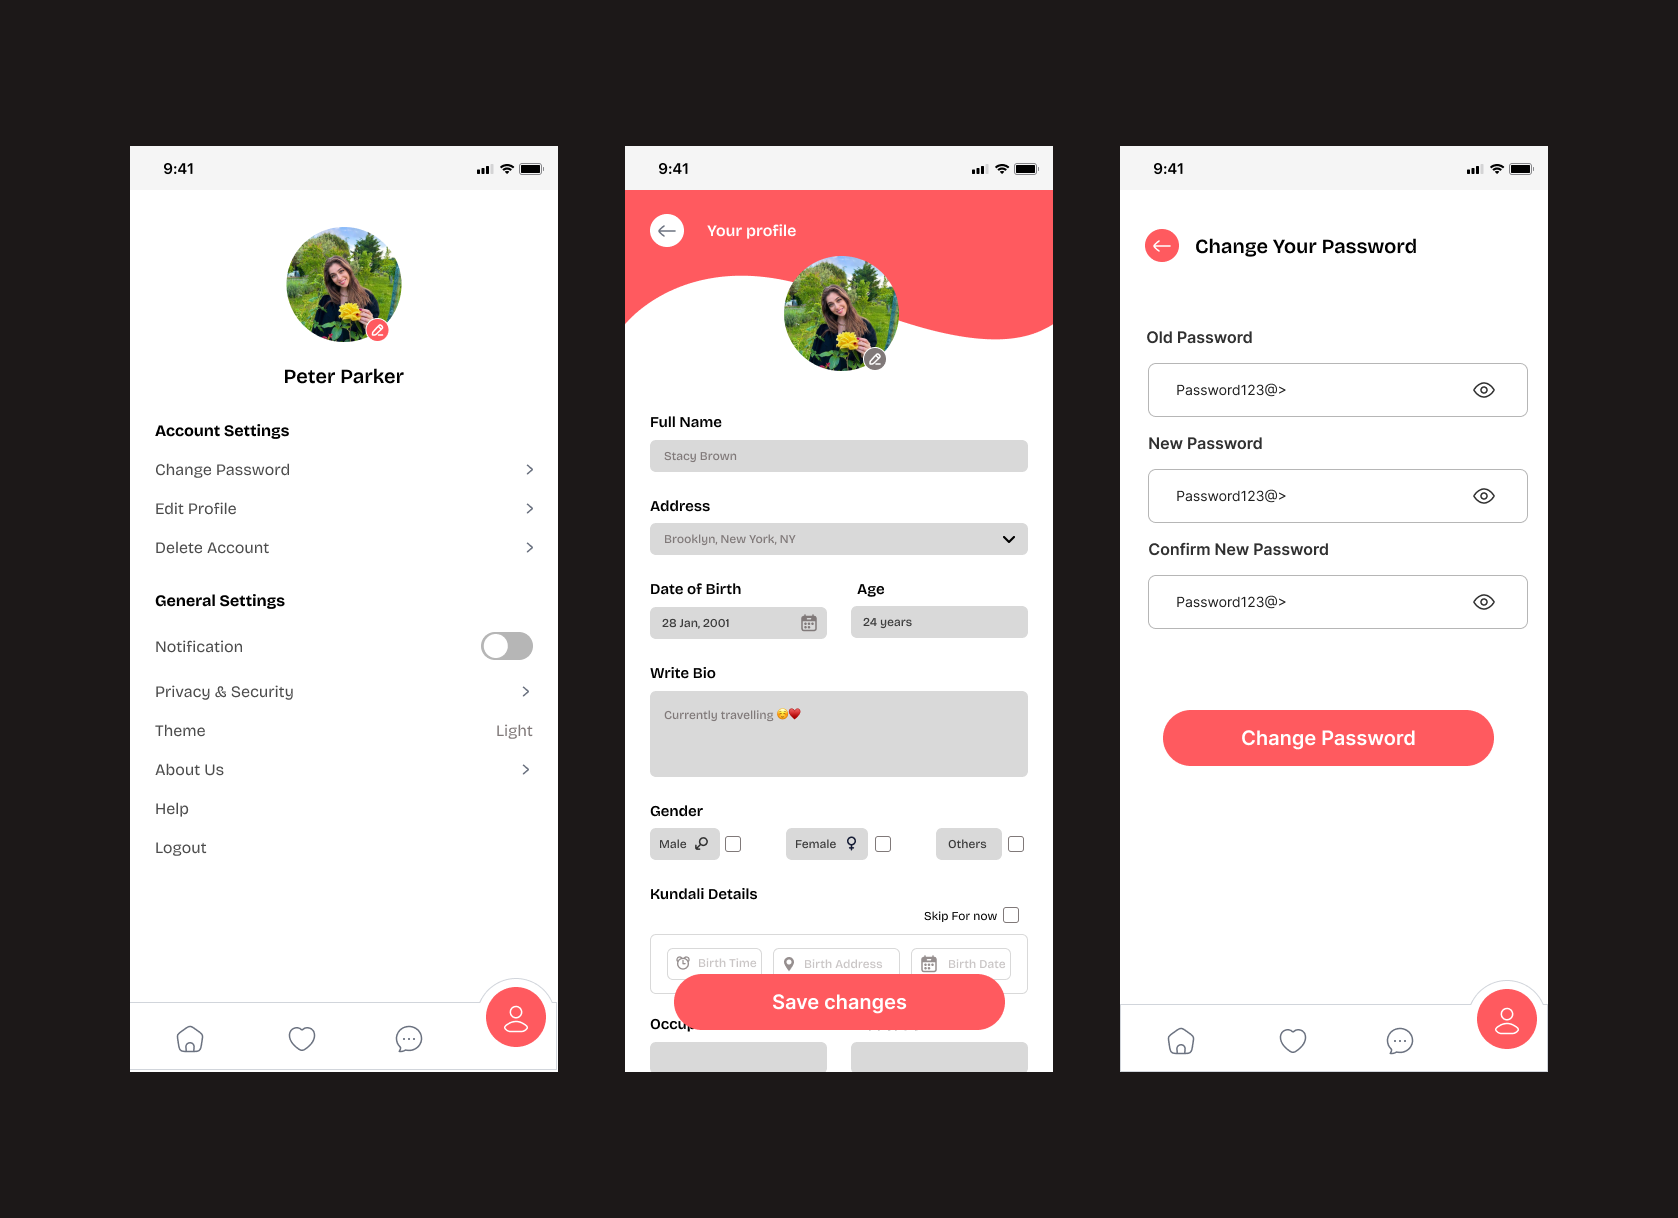 9:41
Peter Parker
Account Settings
Change Password
Edit Profile
Delete Account
General Settings
Notification
Privacy & Security
Theme Light
About Us
Help
Logout
9:41
Your profile
Full Name
Stacy Brown
Address
Brooklyn, New York, NY
Date of Birth Age
28 Jan, 2001 24 years
Write Bio
Currently travelling ☺️♥️
Gender
Male Female Others
Kundali Details
Skip For now
Birth Time Birth Address Birth Date
Save changes
Occup
9:41
Change Your Password
Old Password
Password123@>
New Password
Password123@>
Confirm New Password
Password123@>
Change Password